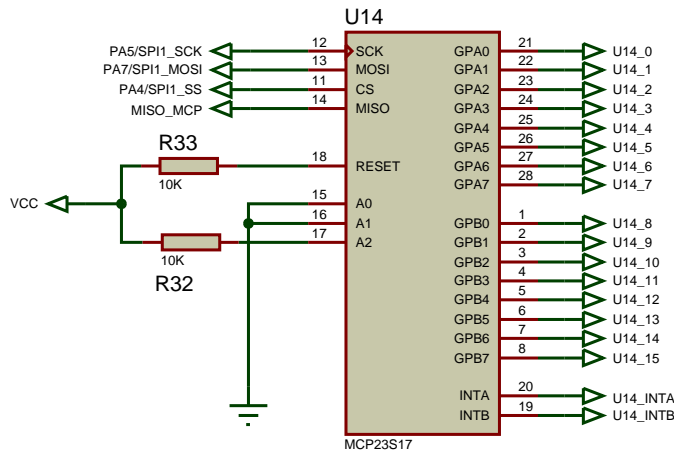 U14
PA5/SPI1_SCK 12 SCK GPA0 21 U14_0
PA7/SPI1_MOSI 13 MOSI GPA1 22 U14_1
PA4/SPI1_SS 11 CS GPA2 23 U14_2
MISO_MCP 14 MISO GPA3 24 U14_3
GPA4 25 U14_4
GPA5 26 U14_5
R33
10K
18 RESET GPA6 27 U14_6
GPA7 28 U14_7
VCC
15 A0
16 A1 GPB0 1 U14_8
17 A2 GPB1 2 U14_9
10K
R32
GPB2 3 U14_10
GPB3 4 U14_11
GPB4 5 U14_12
GPB5 6 U14_13
GPB6 7 U14_14
GPB7 8 U14_15
INTA 20 U14_INTA
INTB 19 U14_INTB
MCP23S17